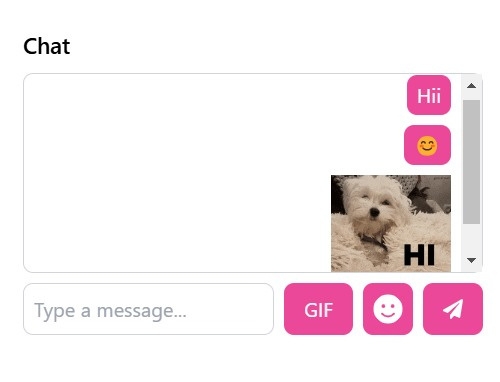 Chat
Hii
😊
HI
Type a message...
GIF